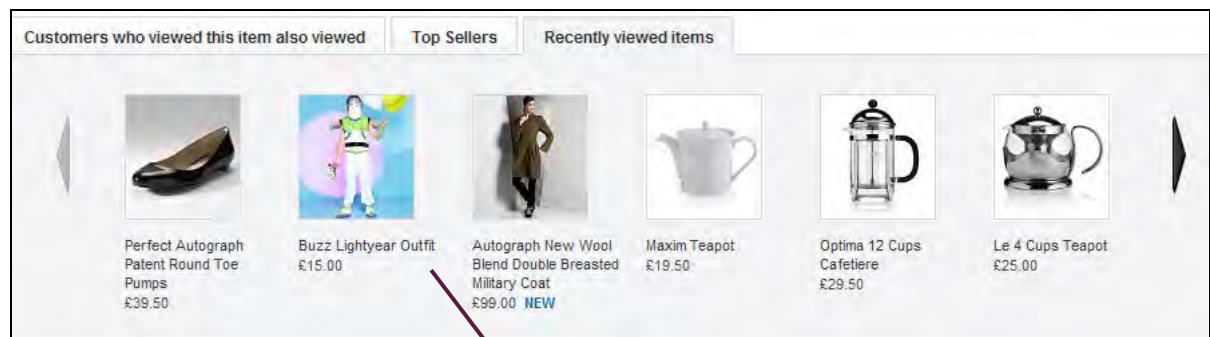 Customers who viewed this item also viewed
Top Sellers
Recently viewed items
Perfect Autograph
Patent Round Toe
Pumps
£39.50
Buzz Lightyear Outfit
£15.00
Autograph New Wool
Blend Double Breasted
Military Coat
£99.00 NEW
Maxim Teapot
£19.50
Optima 12 Cups
Cafetiere
£29.50
Le 4 Cups Teapot
£25.00